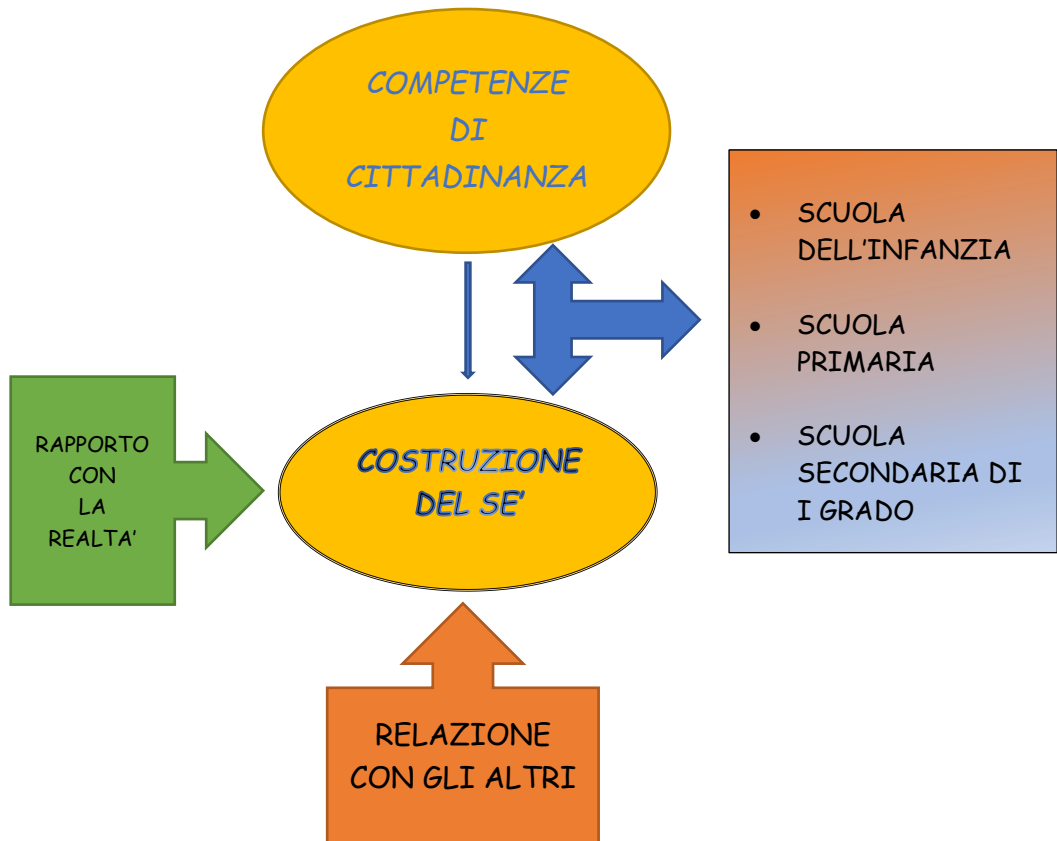 COMPETENZE
DI
CITTADINANZA
• SCUOLA
DELL'INFANZIA
• SCUOLA
PRIMARIA
• SCUOLA
SECONDARIA DI
I GRADO
RAPPORTO
CON
LA
REALTA'
COSTRUZIONE
DEL SE'
RELAZIONE
CON GLI ALTRI